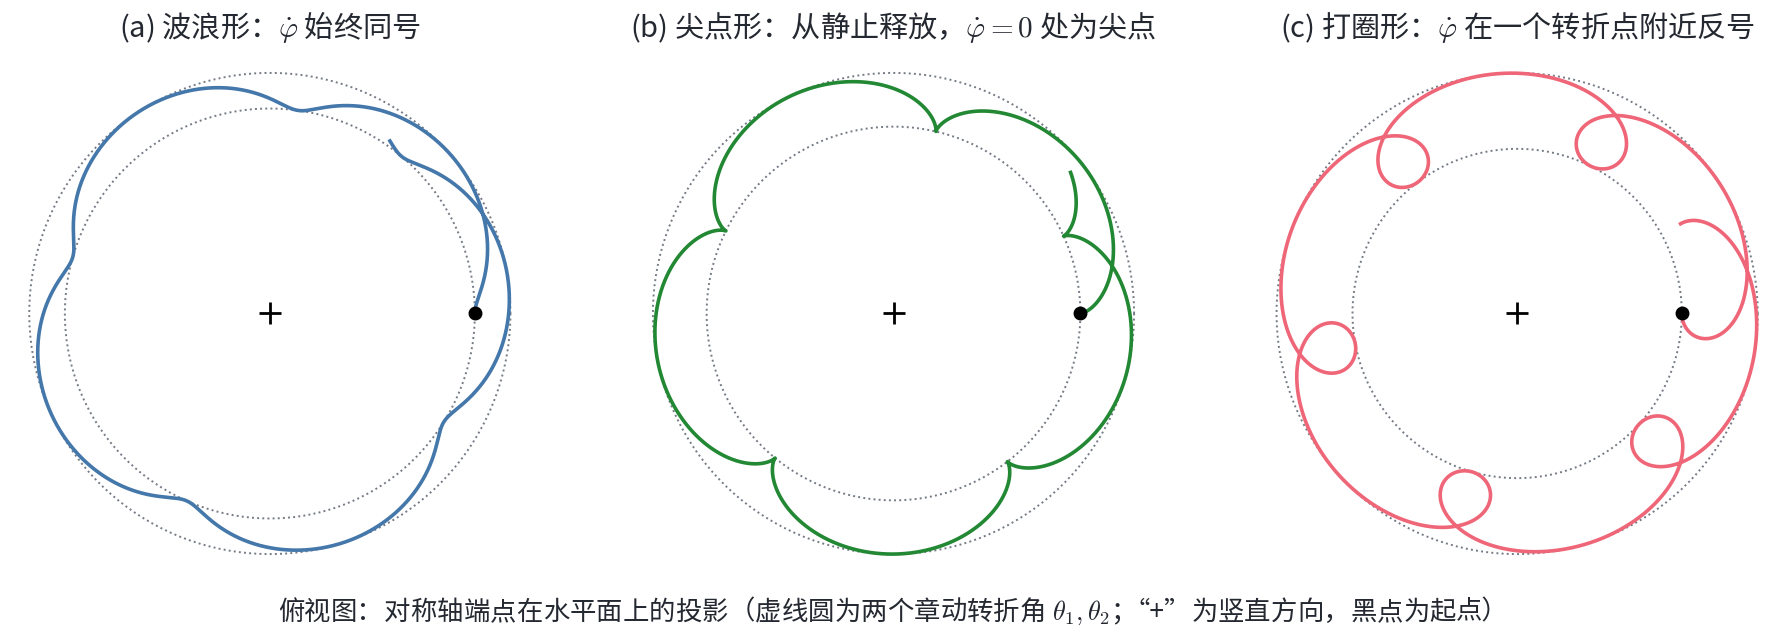 (a) 波浪形：φ̇ 始终同号
(b) 尖点形：从静止释放，φ̇ = 0 处为尖点
(c) 打圈形：φ̇ 在一个转折点附近反号
俯视图：对称轴端点在水平面上的投影（虚线圆为两个章动转折角 θ₁, θ₂；“+”为竖直方向，黑点为起点）